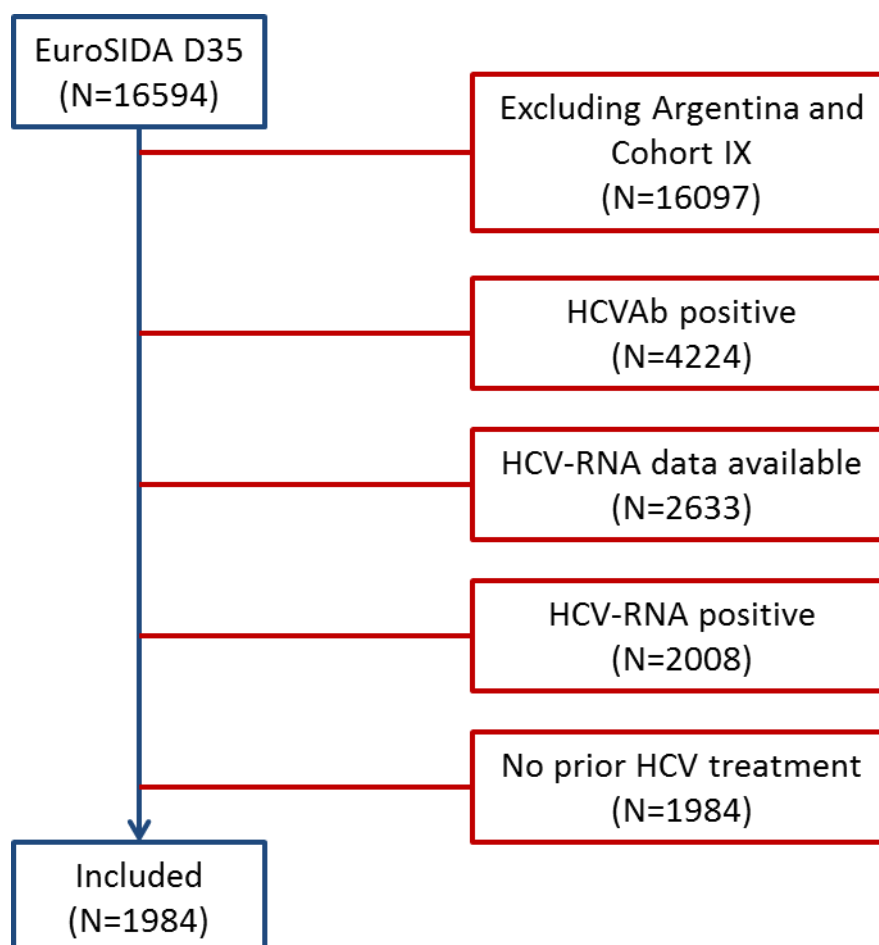 EuroSIDA D35
(N=16594)
Excluding Argentina and
Cohort IX
(N=16097)
HCVAb positive
(N=4224)
HCV-RNA data available
(N=2633)
HCV-RNA positive
(N=2008)
No prior HCV treatment
(N=1984)
Included
(N=1984)